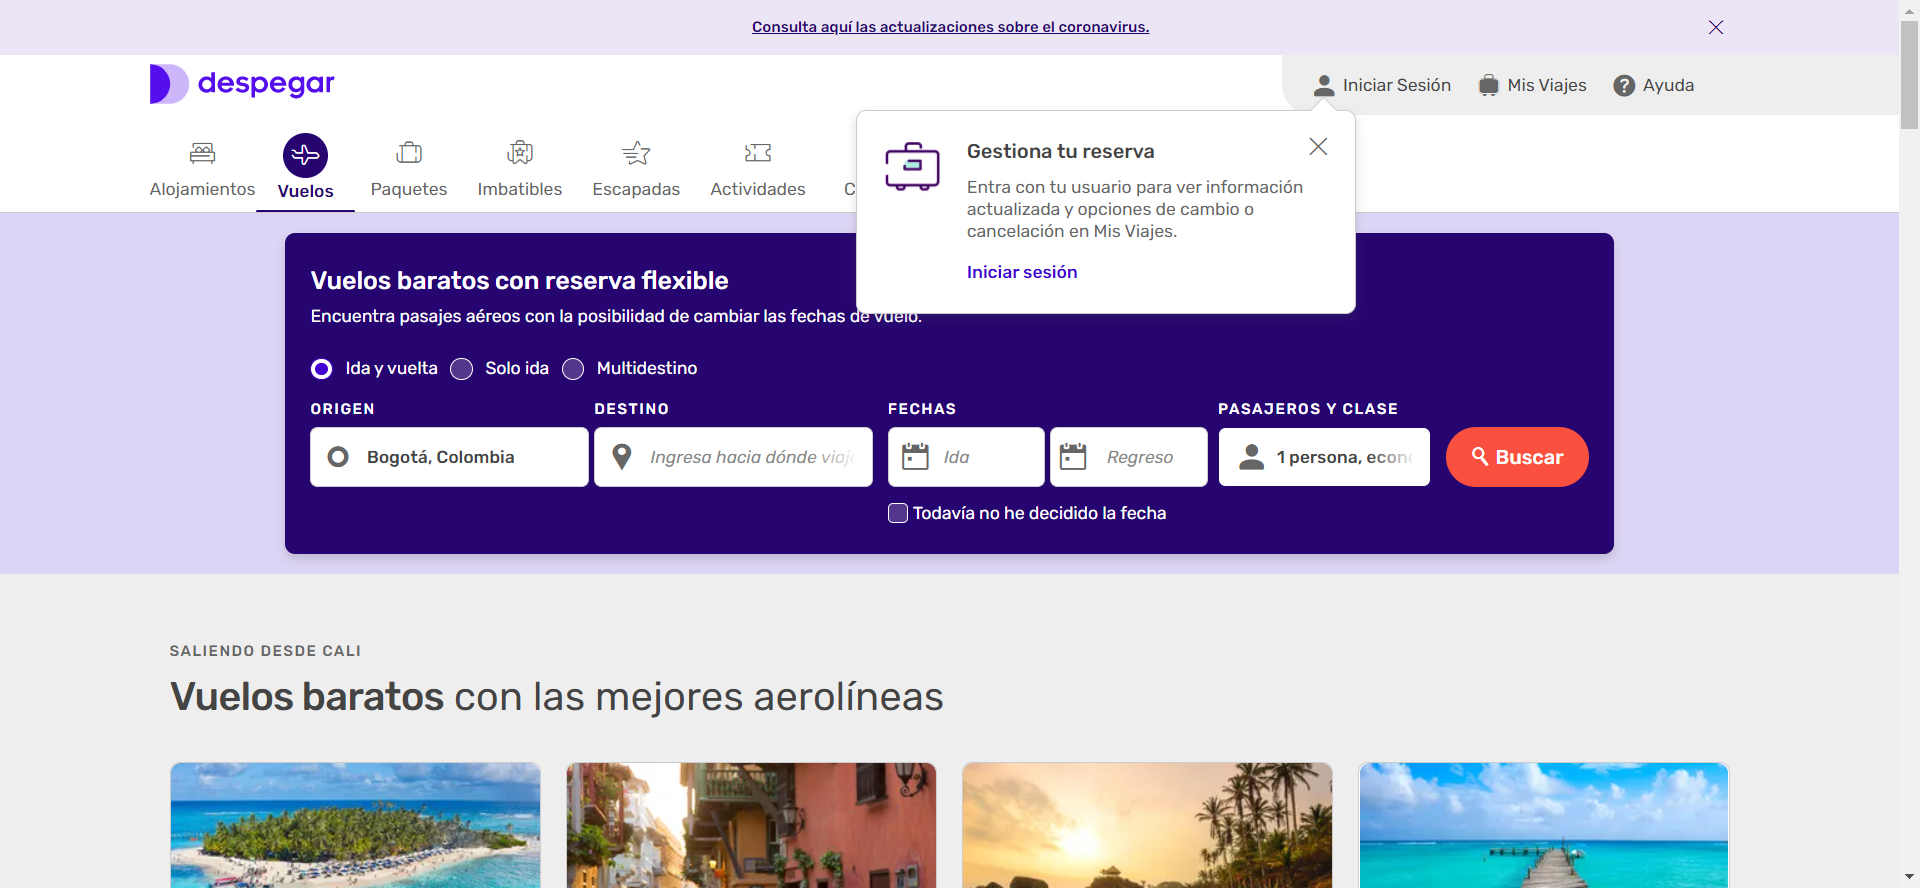 Consulta aquí las actualizaciones sobre el coronavirus.
despegar
Iniciar Sesión
Mis Viajes
Ayuda
Alojamientos
Vuelos
Paquetes
Imbatibles
Escapadas
Actividades
C
Gestiona tu reserva
Entra con tu usuario para ver información
actualizada y opciones de cambio o
cancelación en Mis Viajes.
Iniciar sesión
Vuelos baratos con reserva flexible
Encuentra pasajes aéreos con la posibilidad de cambiar las fechas de vuelo.
Ida y vuelta
Solo ida
Multidestino
ORIGEN
DESTINO
FECHAS
PASAJEROS Y CLASE
Bogotá, Colombia
Ingresa hacia dónde viaj
Ida
Regreso
1 persona, econ
Buscar
Todavía no he decidido la fecha
SALIENDO DESDE CALI
Vuelos baratos con las mejores aerolíneas